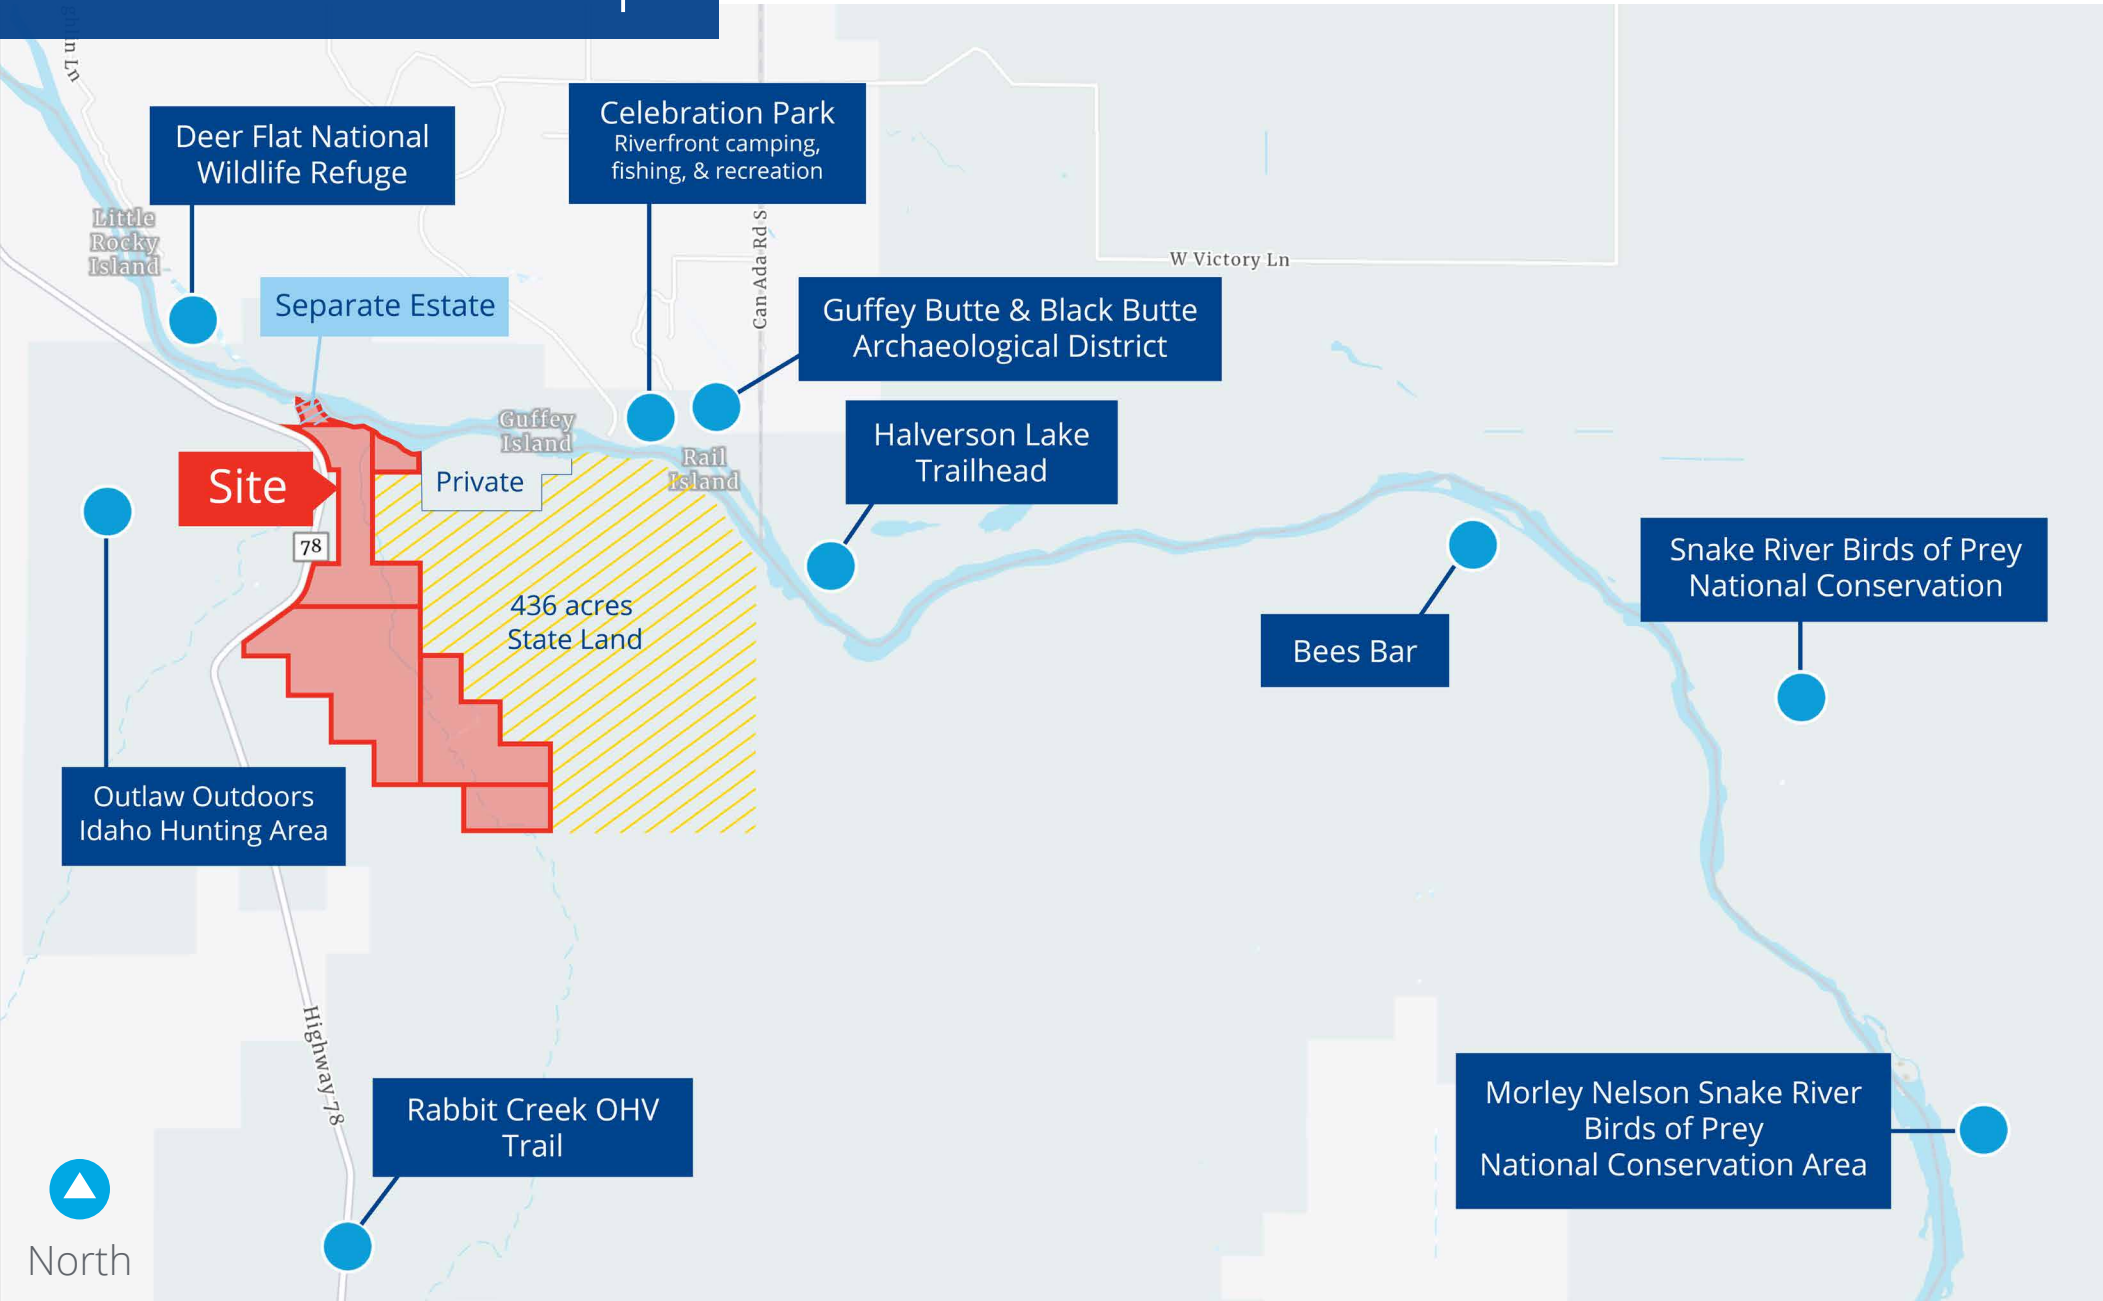 Deer Flat National
Wildlife Refuge
Celebration Park
Riverfront camping,
fishing, & recreation
Little
Rocky
Island
Can Ada Rd S
W Victory Ln
Separate Estate
Guffey Butte & Black Butte
Archaeological District
Guffey
Island
Halverson Lake
Trailhead
Rail
Island
Site
Private
78
Snake River Birds of Prey
National Conservation
436 acres
State Land
Bees Bar
Outlaw Outdoors
Idaho Hunting Area
Highway 78
Rabbit Creek OHV
Trail
Morley Nelson Snake River
Birds of Prey
National Conservation Area
North